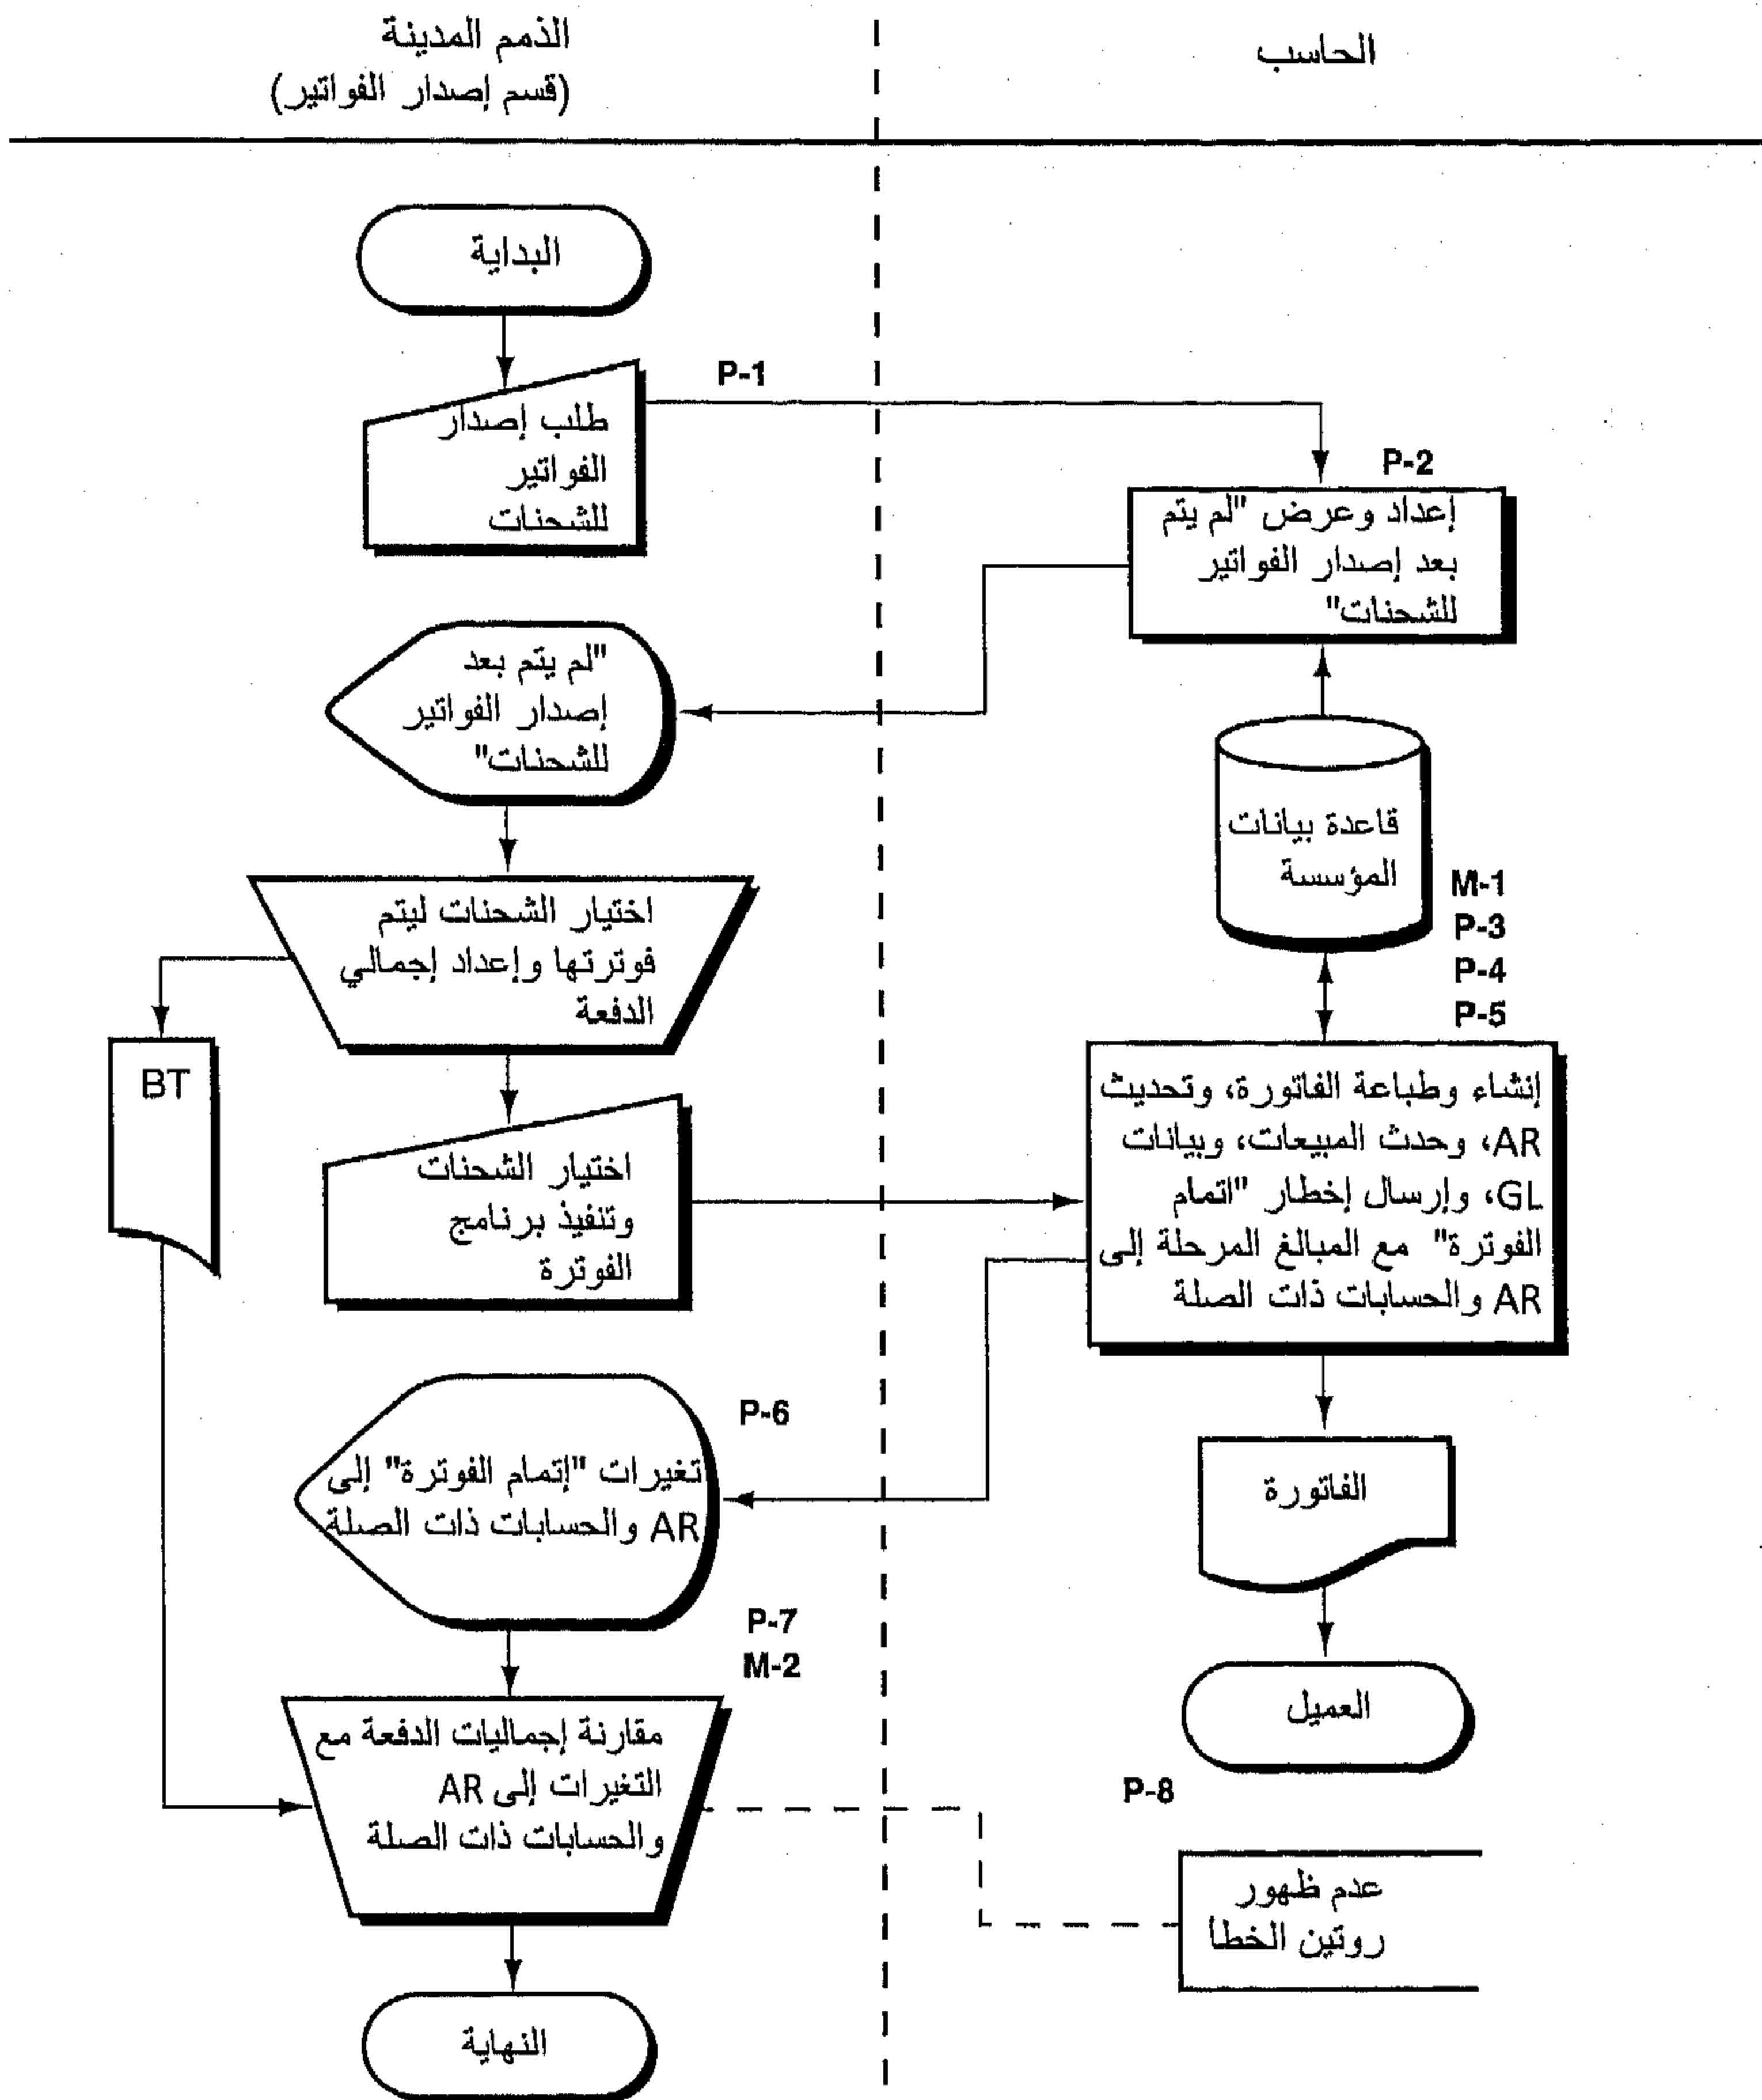 الذمم المدينة
(قسم إصدار الفواتير)
الحاسب
البداية
P-1
طلب إصدار
الفواتير
للشحنات
P-2
إعداد وعرض "لم يتم
بعد إصدار الفواتير
للشحنات"
"لم يتم بعد
إصدار الفواتير
للشحنات"
قاعدة بيانات
المؤسسة
M-1
P-3
P-4
P-5
اختيار الشحنات ليتم
فوترتها وإعداد إجمالي
الدفعة
BT
اختيار الشحنات
وتنفيذ برنامج
الفوترة
إنشاء وطباعة الفاتورة، وتحديث
AR، وحدث المبيعات، وبيانات
GL، وإرسال إخطار "اتمام
الفوترة" مع المبالغ المرحلة إلى
AR والحسابات ذات الصلة
P-6
تغيرات "إتمام الفوترة" إلى
AR والحسابات ذات الصلة
الفاتورة
P-7
M-2
العميل
مقارنة إجماليات الدفعة مع
التغيرات إلى AR
والحسابات ذات الصلة
P-8
عدم ظهور
روتين الخطأ
النهاية